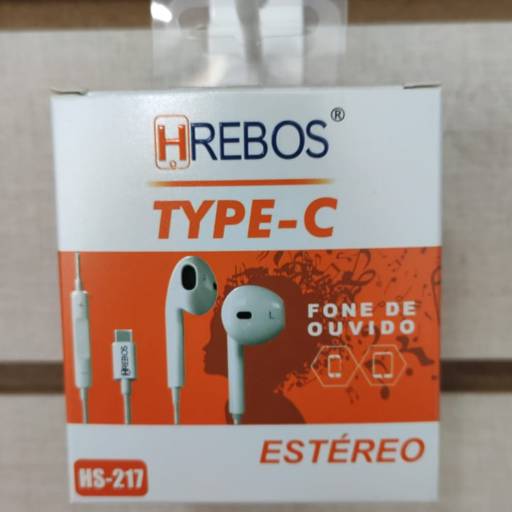 HREBOS®
TYPE-C
FONE DE
OUVIDO
HREBOS
L
ESTÉREO
HS-217